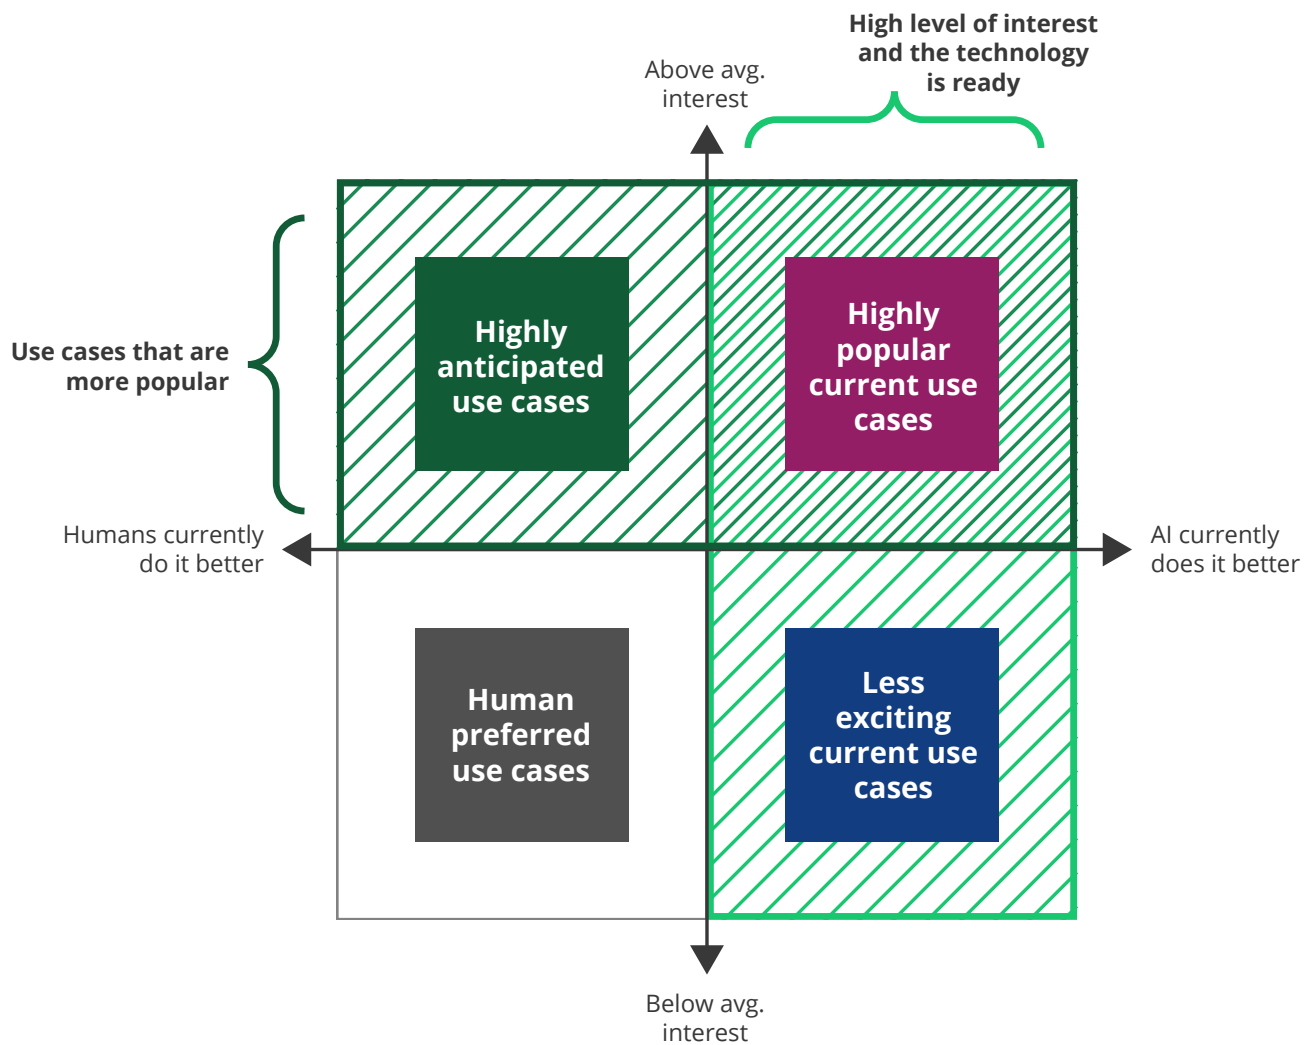 High level of interest
and the technology
is ready
Above avg.
interest
Use cases that are
more popular
Highly
anticipated
use cases
Highly
popular
current use
cases
Humans currently
do it better
AI currently
does it better
Human
preferred
use cases
Less
exciting
current use
cases
Below avg.
interest